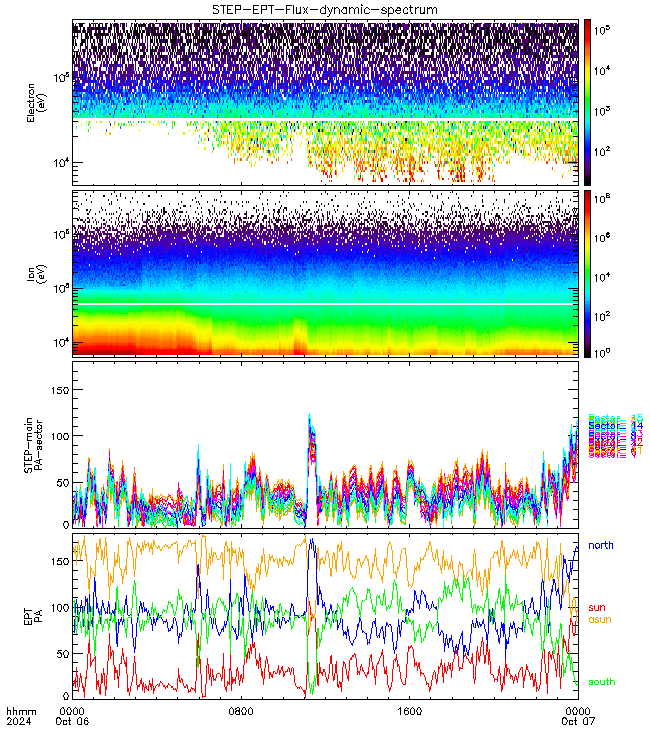 STEP-EPT-Flux-dynamic-spectrum
Electron
(eV)
10⁵
10⁴
10⁵
10⁴
10³
10²
Ion
(eV)
10⁶
10⁵
10⁴
10⁸
10⁶
10⁴
10²
10⁰
STEP-main
PA-sector
150
100
50
0
EPT
PA
150
100
50
0
north
sun
asun
south
hhmm
2024
0000
Oct 06
0800
1600
0000
Oct 07